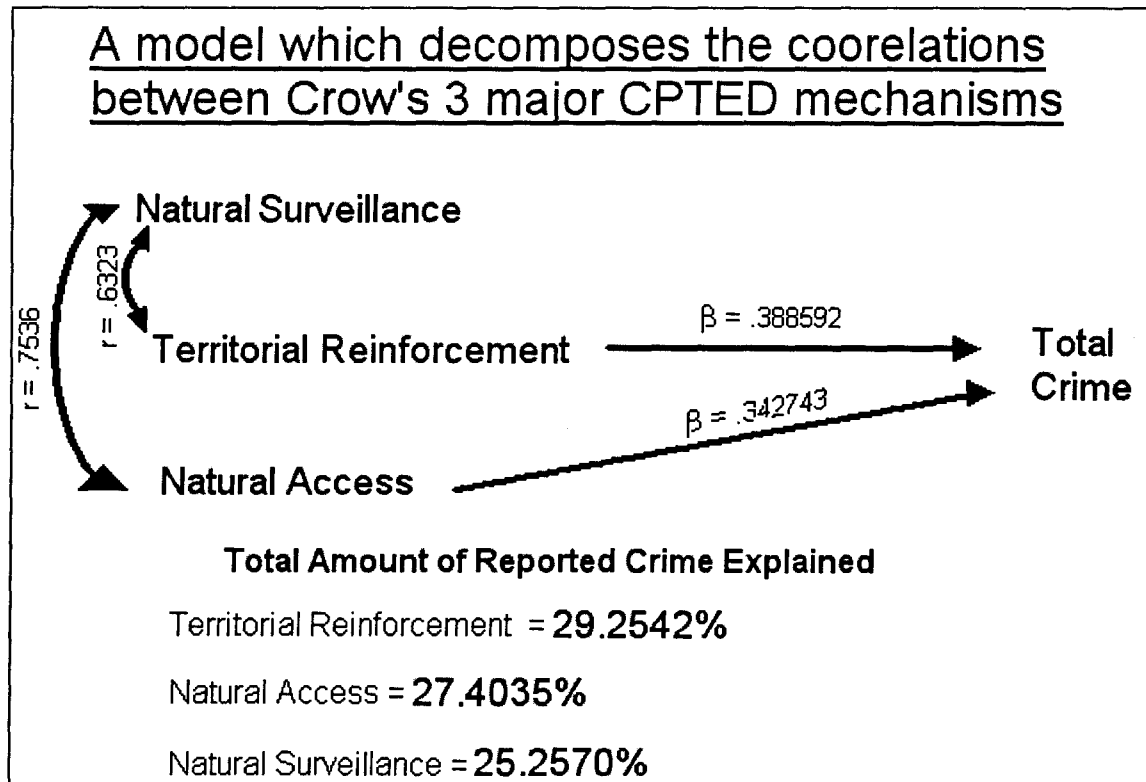 A model which decomposes the coorelations
between Crow's 3 major CPTED mechanisms
Natural Surveillance
r = .6323
r = .7536
Territorial Reinforcement
β = .388592
Total
Crime
β = .342743
Natural Access
Total Amount of Reported Crime Explained
Territorial Reinforcement = 29.2542%
Natural Access = 27.4035%
Natural Surveillance = 25.2570%